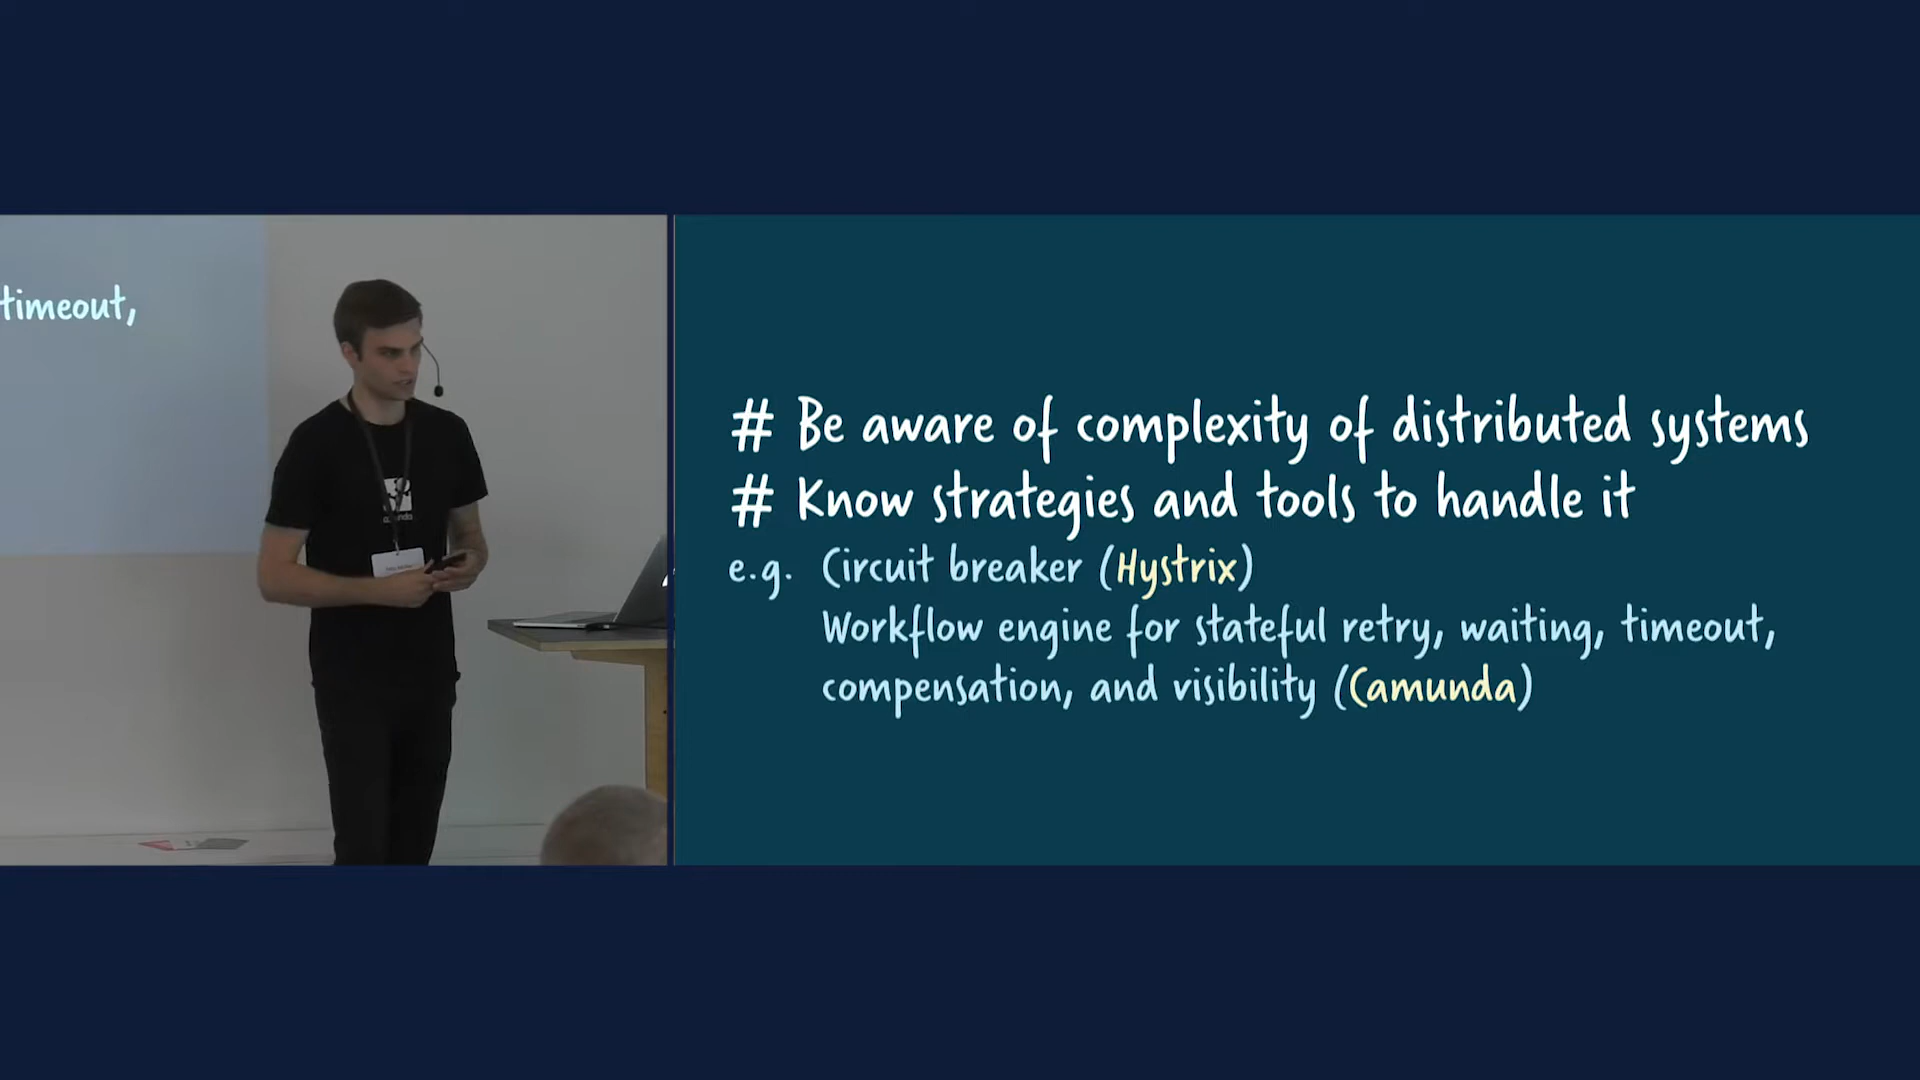 timeout,
# Be aware of complexity of distributed systems
# Know strategies and tools to handle it
e.g. Circuit breaker (Hystrix)
Workflow engine for stateful retry, waiting, timeout,
compensation, and visibility (Camunda)